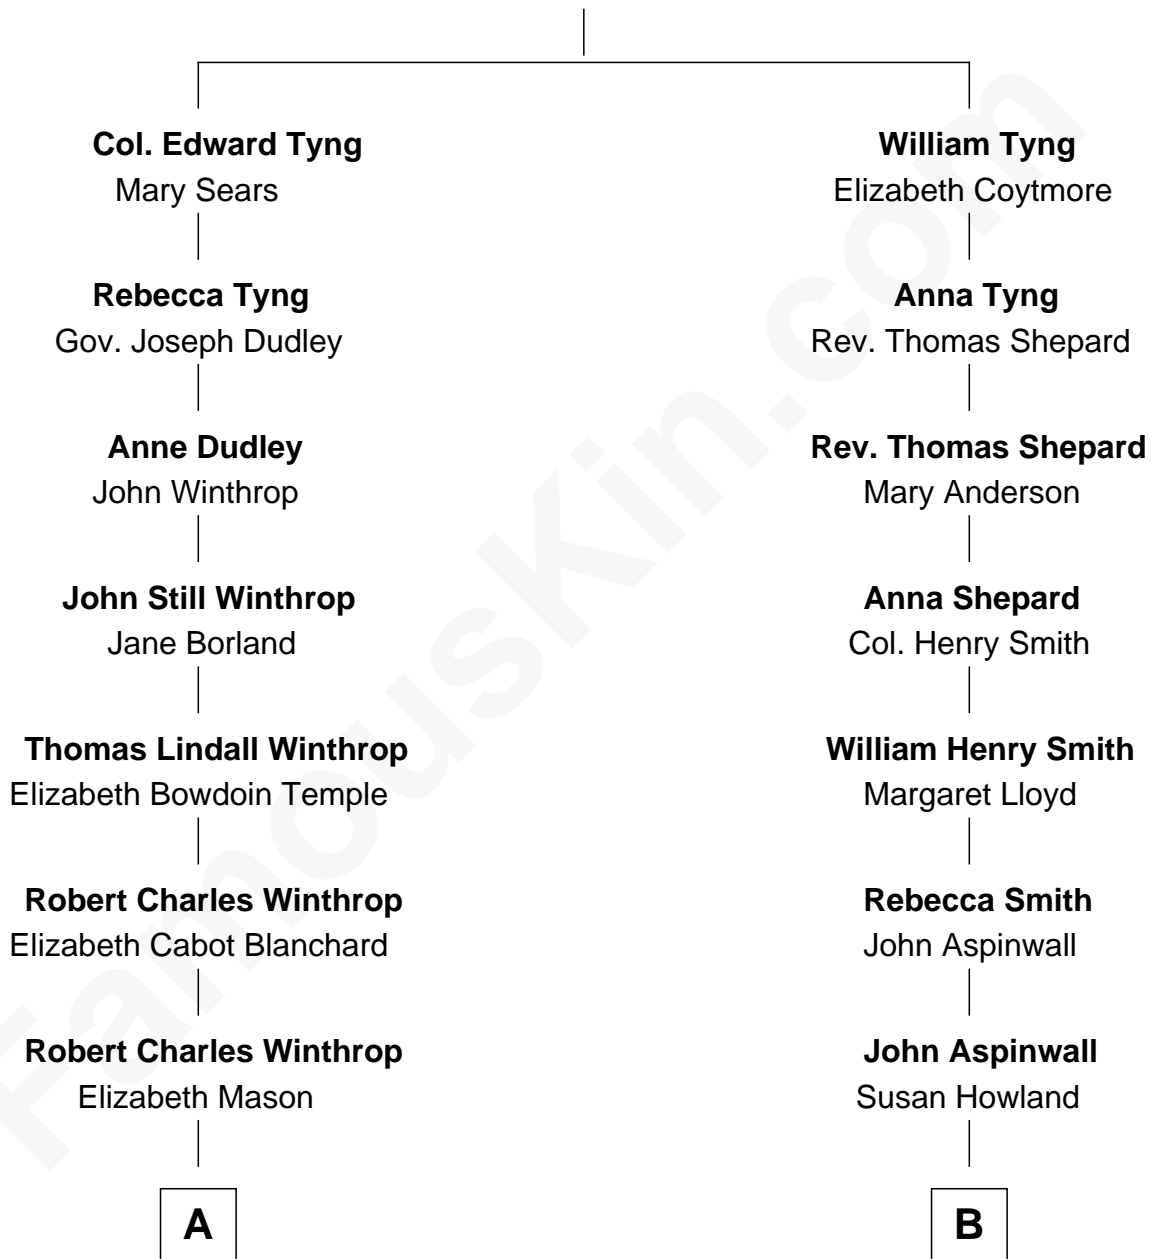 Col. Edward Tyng
Mary Sears
Rebecca Tyng
Gov. Joseph Dudley
Anne Dudley
John Winthrop
John Still Winthrop
Jane Borland
Thomas Lindall Winthrop
Elizabeth Bowdoin Temple
Robert Charles Winthrop
Elizabeth Cabot Blanchard
Robert Charles Winthrop
Elizabeth Mason
A
William Tyng
Elizabeth Coytmore
Anna Tyng
Rev. Thomas Shepard
Rev. Thomas Shepard
Mary Anderson
Anna Shepard
Col. Henry Smith
William Henry Smith
Margaret Lloyd
Rebecca Smith
John Aspinwall
John Aspinwall
Susan Howland
B
FamousKin.com